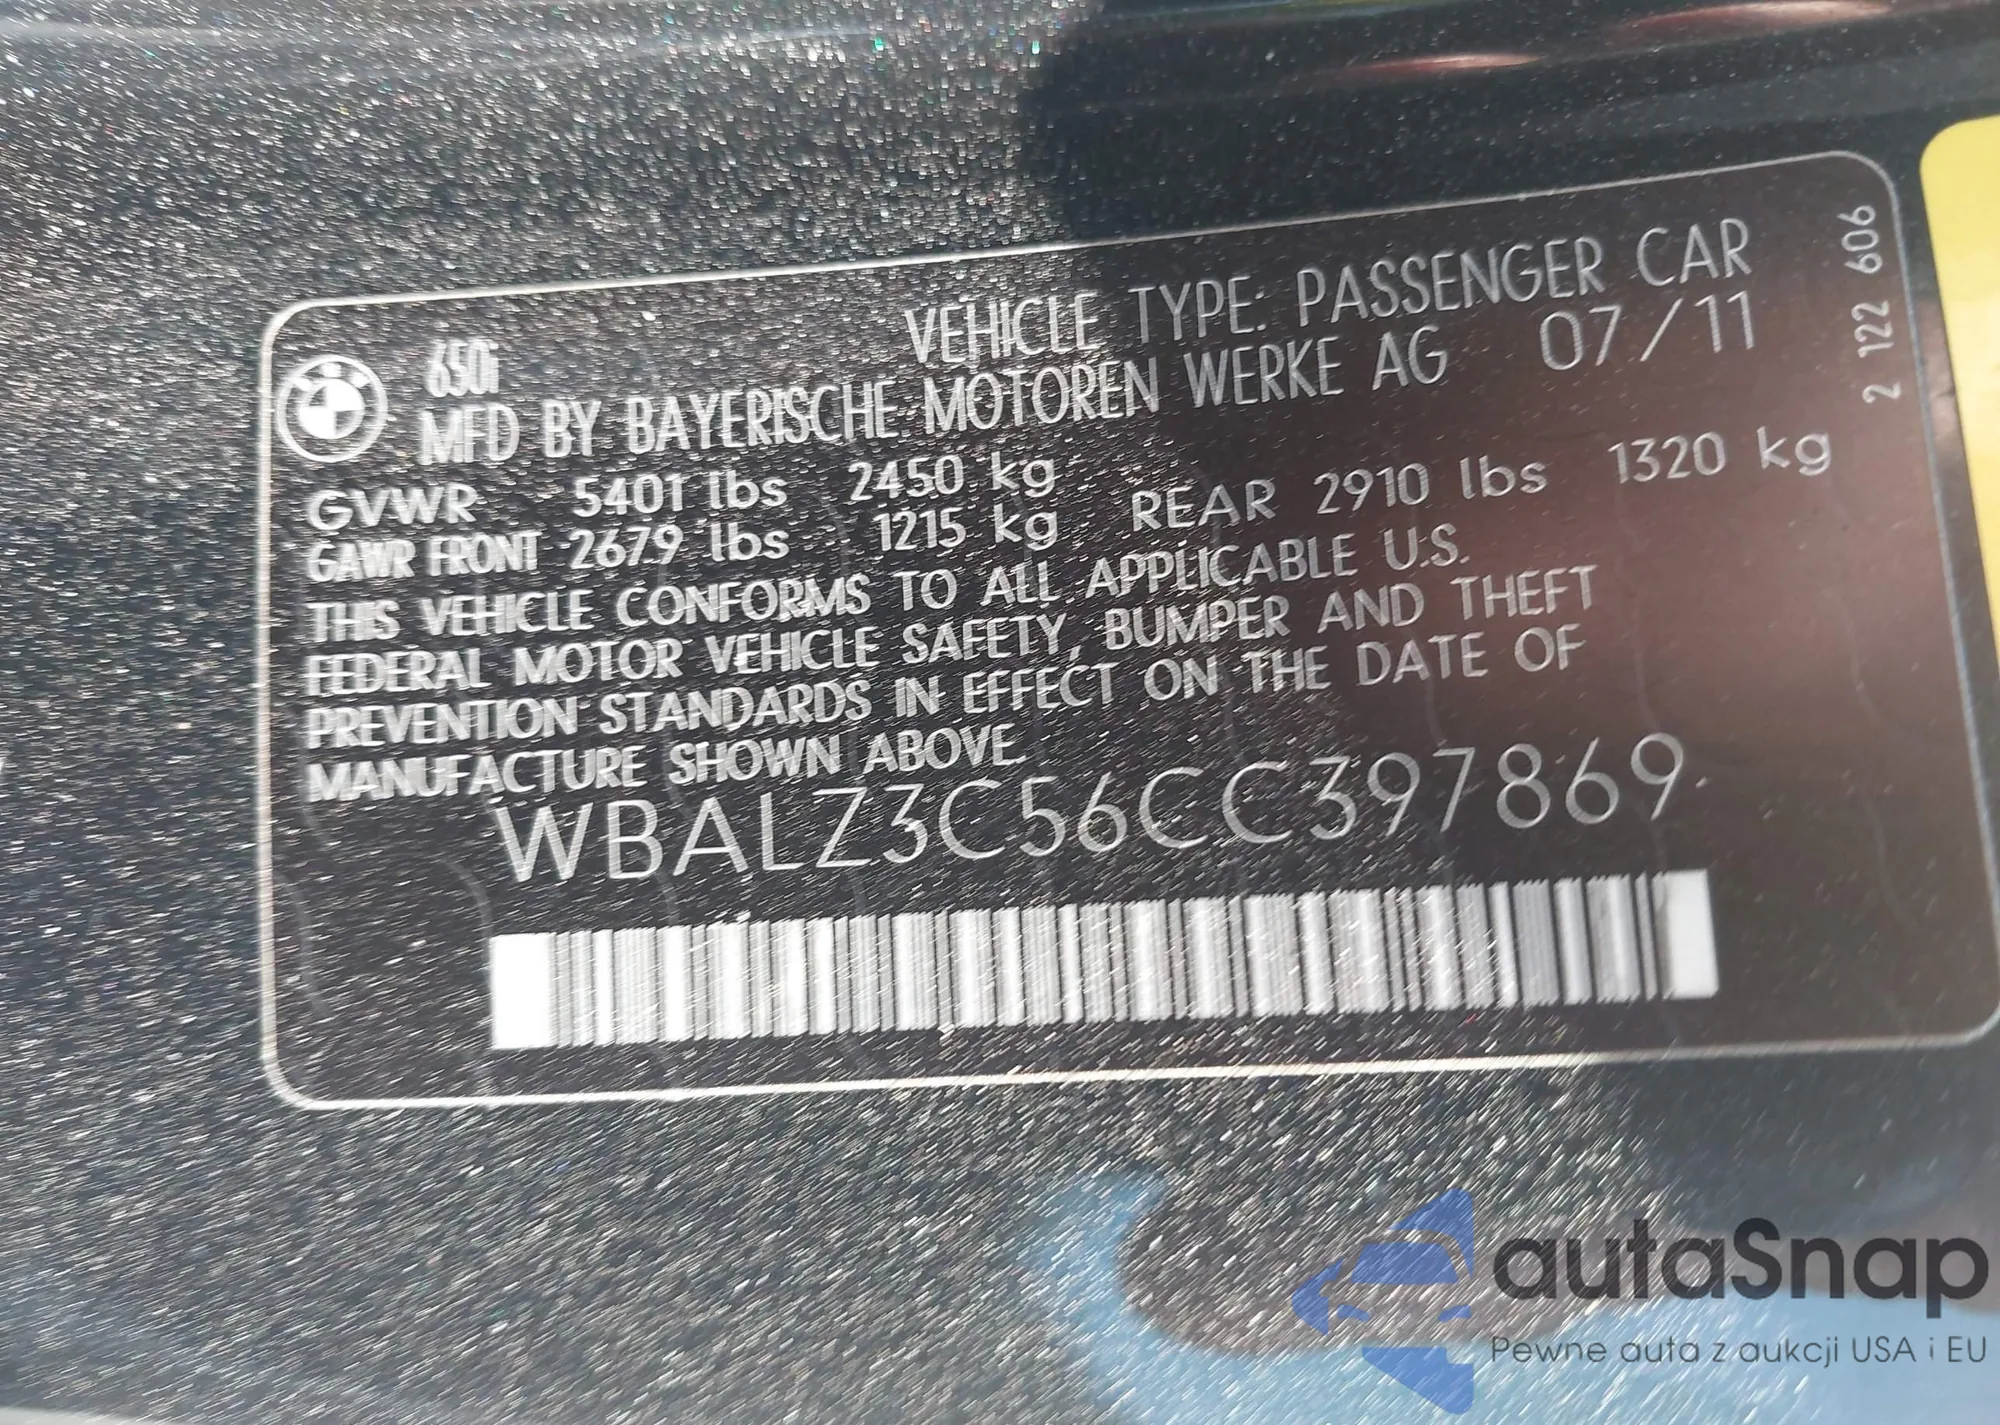 650i
VEHICLE TYPE: PASSENGER CAR
MFD BY BAYERISCHE MOTOREN WERKE AG 07/11
GVWR 5401 lbs 2450 kg
GAWR FRONT 2679 lbs 1215 kg REAR 2910 lbs 1320 kg
THIS VEHICLE CONFORMS TO ALL APPLICABLE U.S.
FEDERAL MOTOR VEHICLE SAFETY, BUMPER AND THEFT
PREVENTION STANDARDS IN EFFECT ON THE DATE OF
MANUFACTURE SHOWN ABOVE.
WBALZ3C56CC397869
2 122 606
autaSnap
Pewne auta z aukcji USA i EU